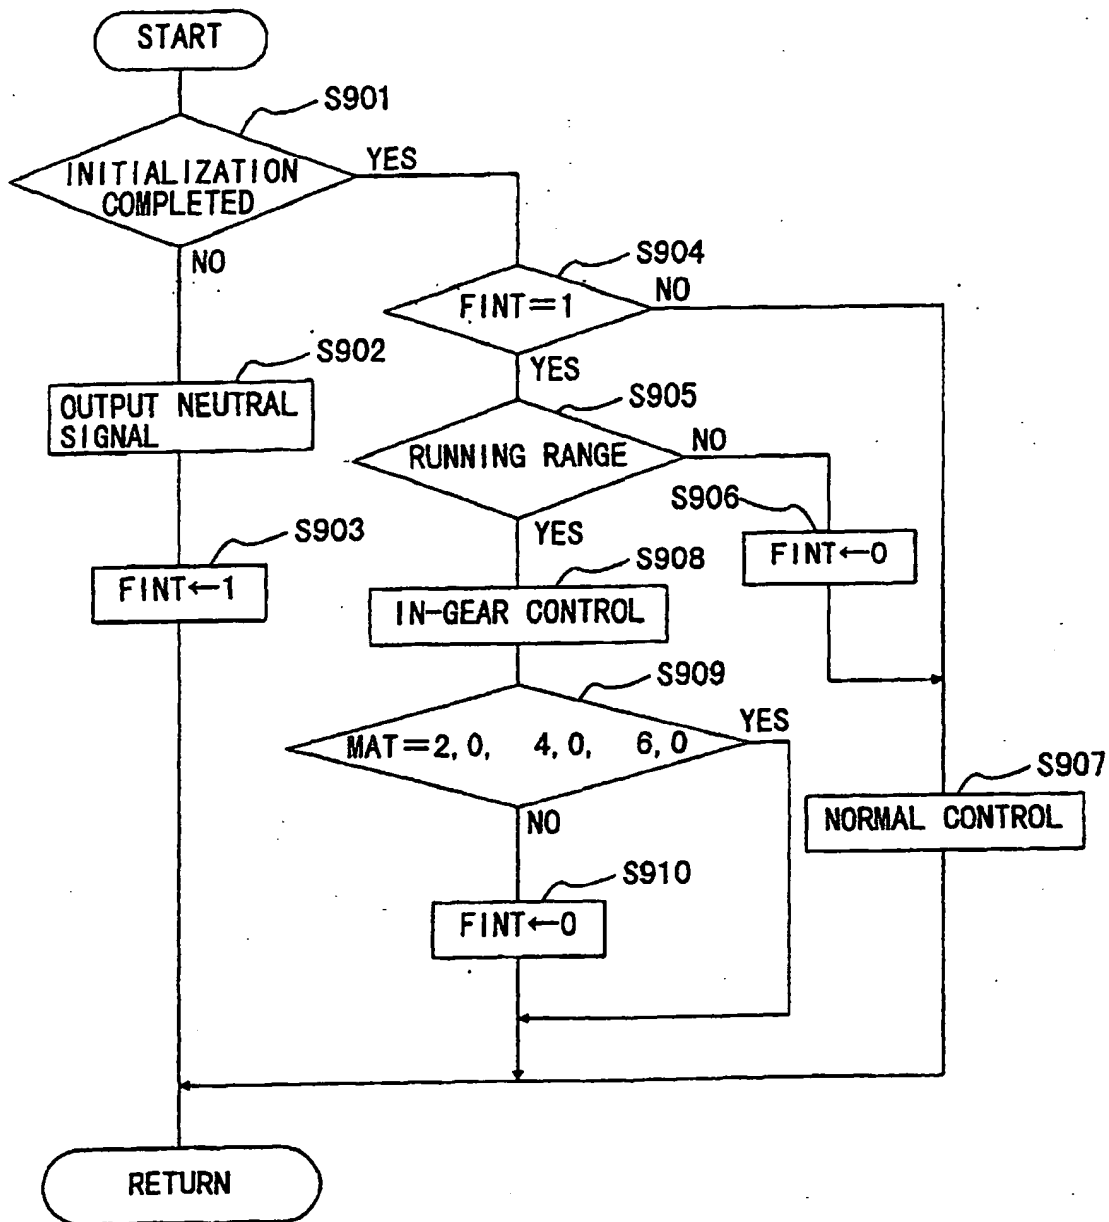 START
S901
INITIALIZATION
COMPLETED
YES
NO
S904
FINT=1
NO
YES
S902
OUTPUT NEUTRAL
SIGNAL
S905
RUNNING RANGE
NO
YES
S906
FINT←0
S903
FINT←1
S908
IN-GEAR CONTROL
S909
MAT=2,0, 4,0, 6,0
YES
NO
S907
NORMAL CONTROL
S910
FINT←0
RETURN